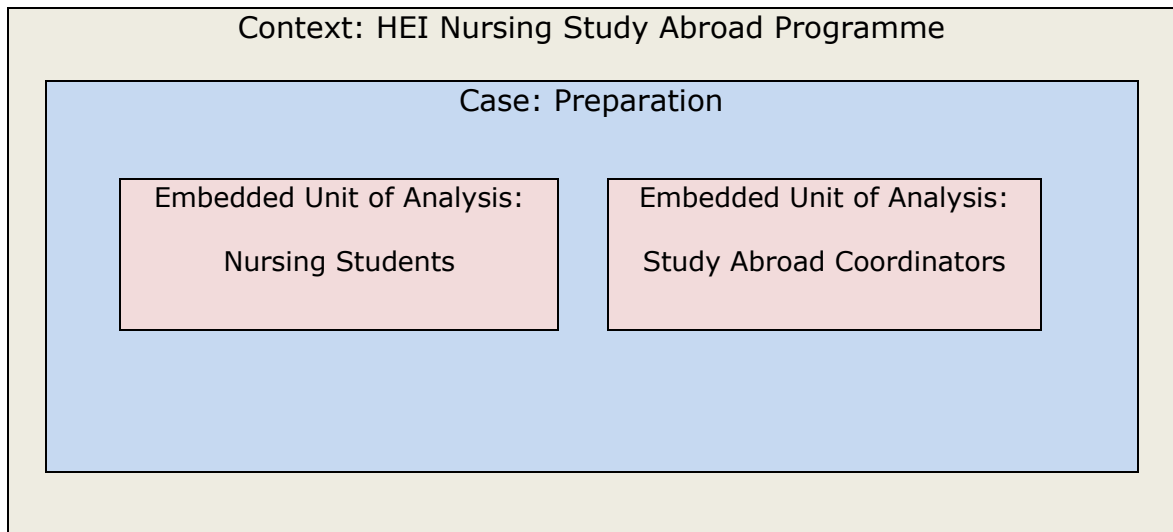 Context: HEI Nursing Study Abroad Programme
Case: Preparation
Embedded Unit of Analysis:
Nursing Students
Embedded Unit of Analysis:
Study Abroad Coordinators